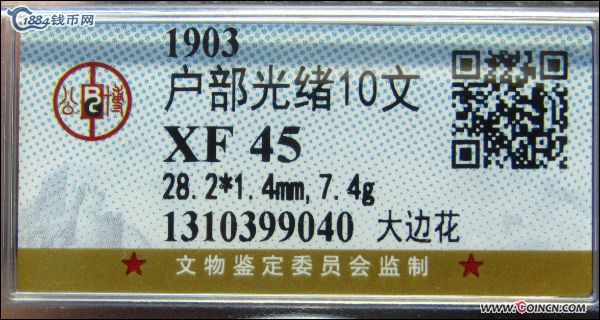 1884钱币网
1903
户部光绪10文
公博
XF 45
28.2*1.4mm,7.4g
1310399040 大边花
★ 文物鉴定委员会监制 ★
WWW.COINCN.COM